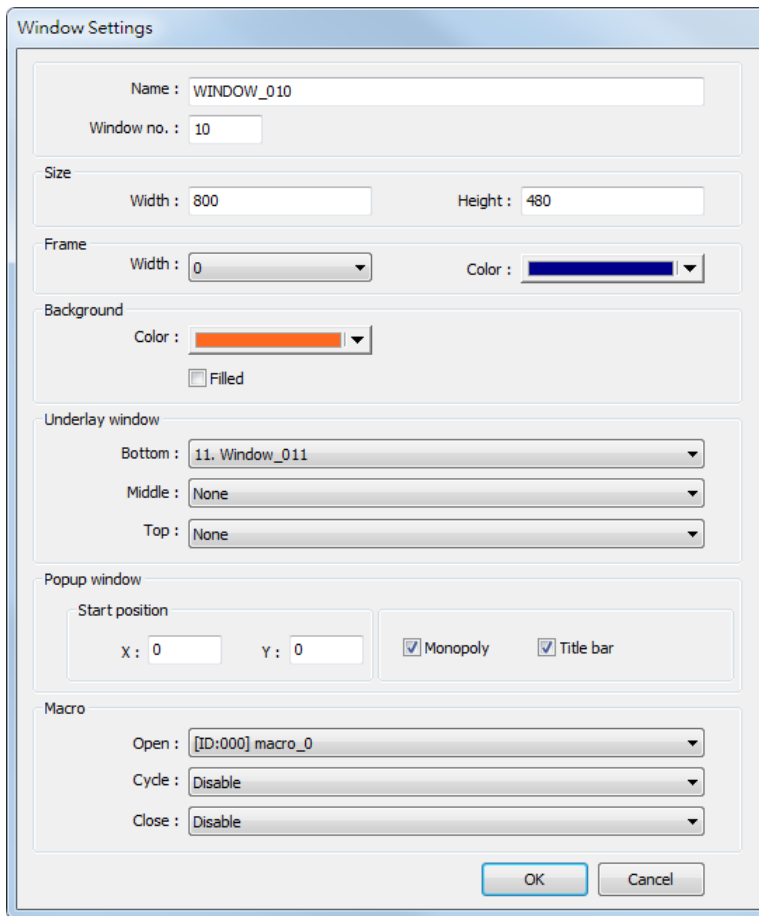 Window Settings
Name : WINDOW_010
Window no. : 10
Size
Width : 800 Height : 480
Frame
Width : 0 Color :
Background
Color :
Filled
Underlay window
Bottom : 11. Window_011
Middle : None
Top : None
Popup window
Start position
X : 0 Y : 0 Monopoly Title bar
Macro
Open : [ID:000] macro_0
Cycle : Disable
Close : Disable
OK Cancel